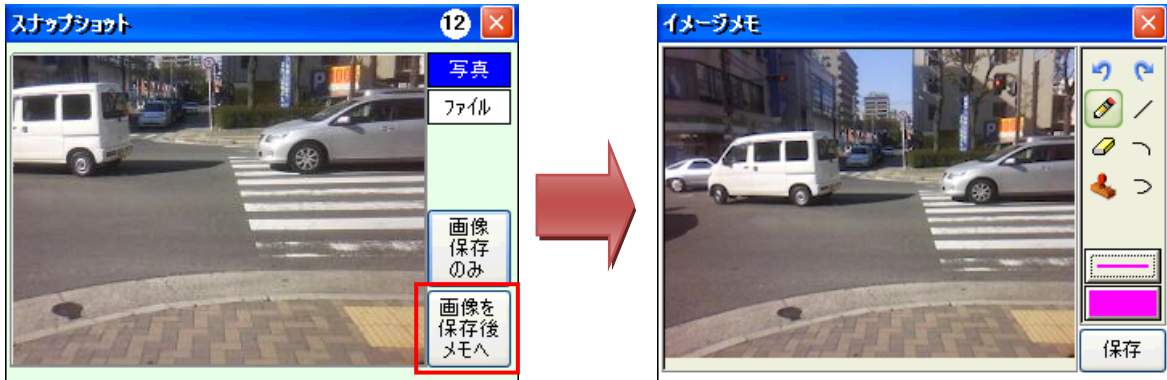 スナップショット
12
写真
ファイル
画像
保存
のみ
画像を
保存後
メモへ
イメージメモ
保存